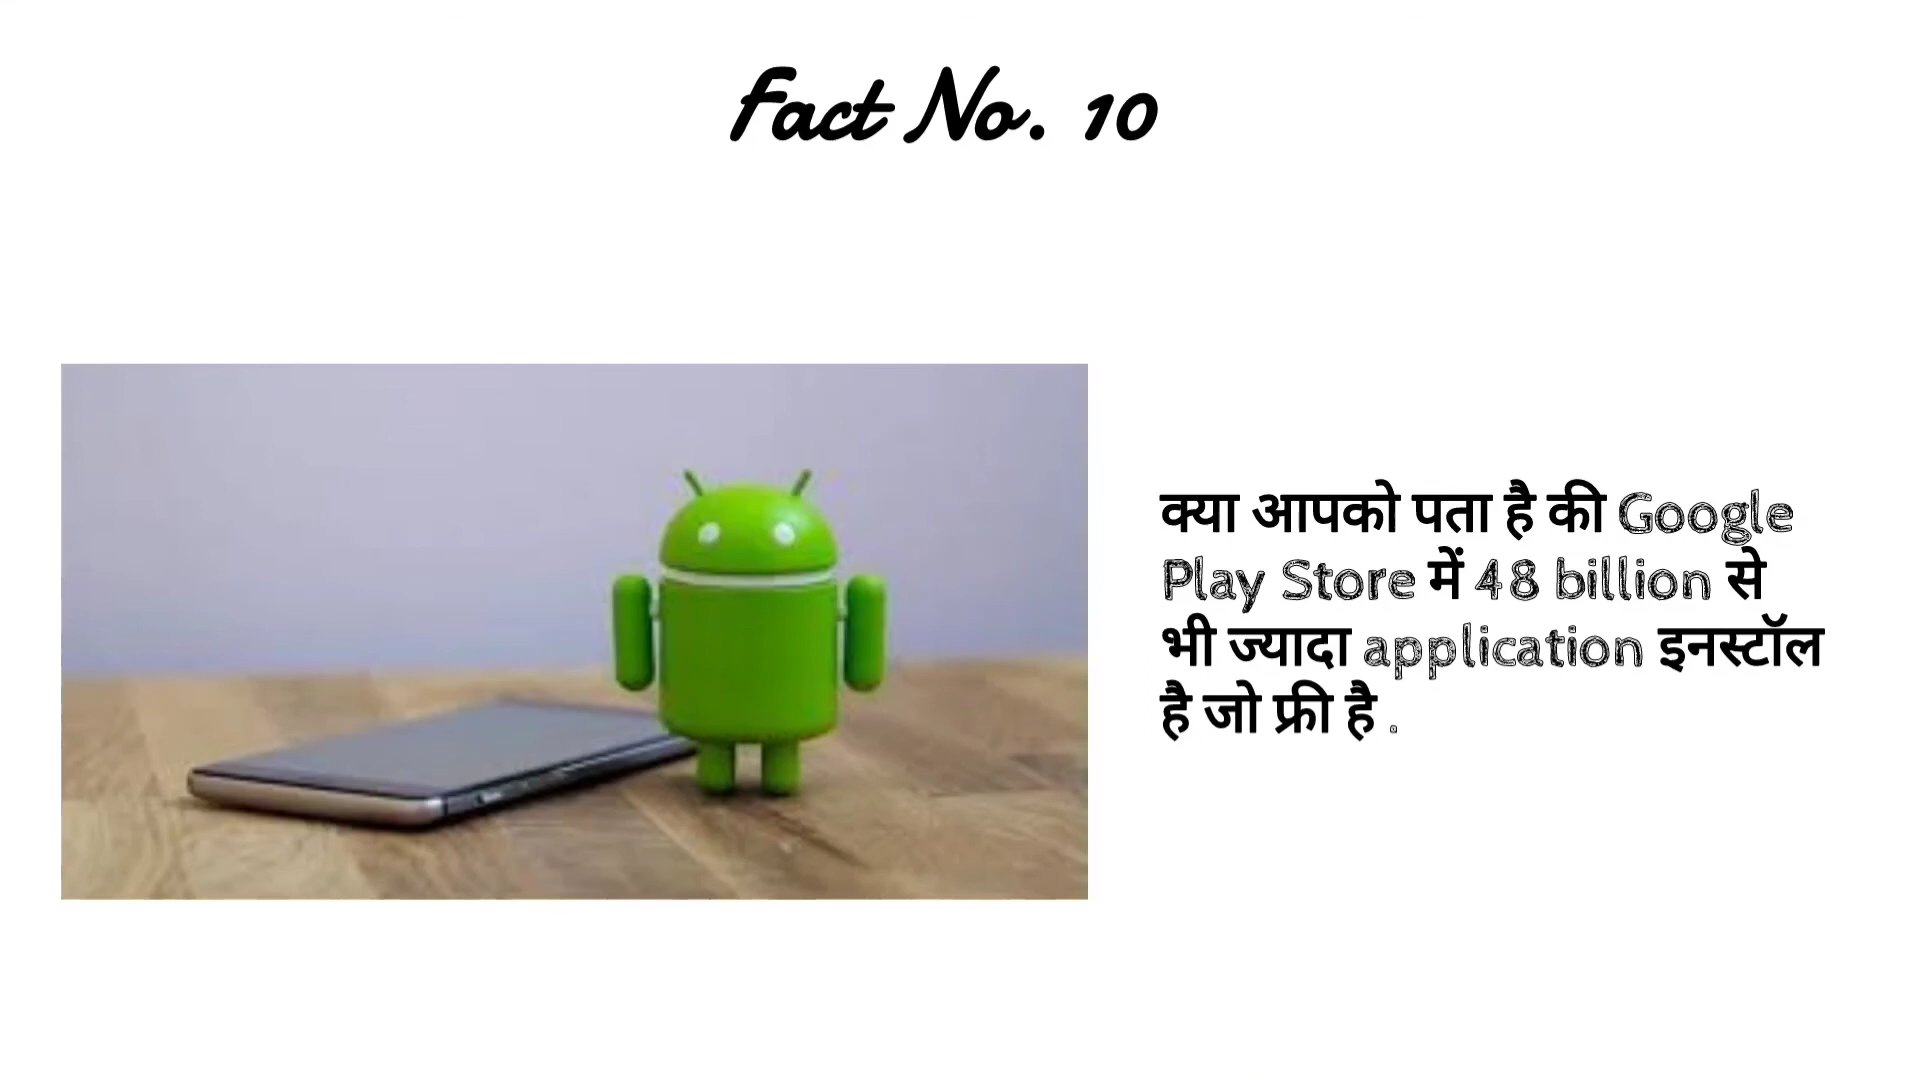 Fact No. 10
क्या आपको पता है की Google
Play Store में 48 billion से
भी ज्यादा application इनस्टॉल
है जो फ्री है .